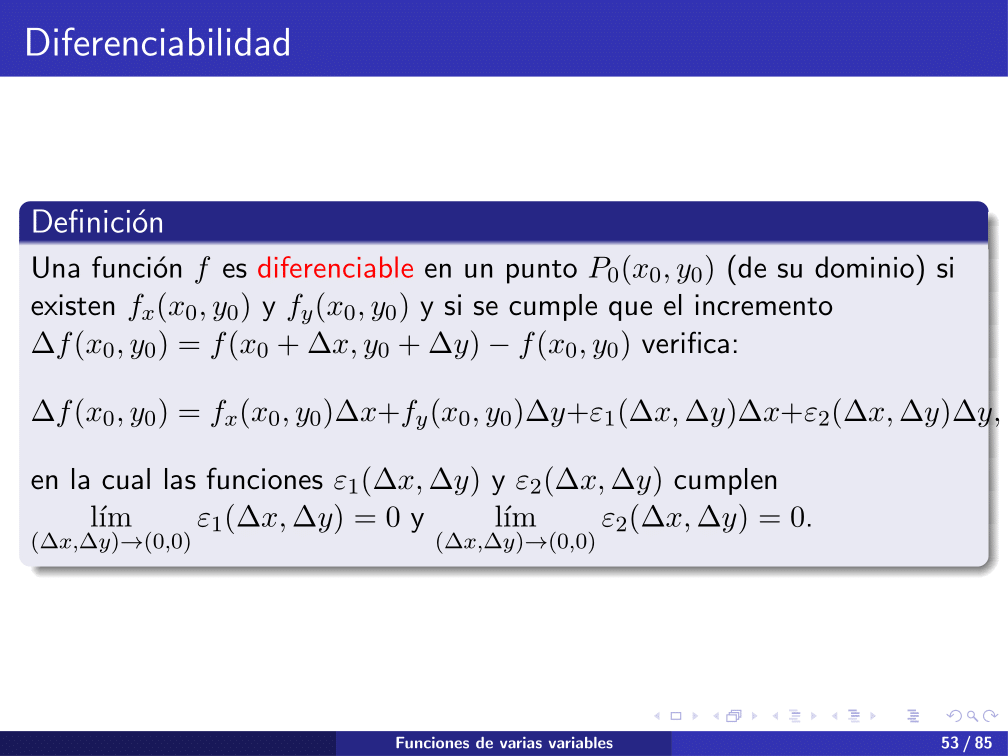 Diferenciabilidad
Definición
Una función f es diferenciable en un punto P₀(x₀, y₀) (de su dominio) si
existen fₓ(x₀, y₀) y f_y(x₀, y₀) y si se cumple que el incremento
Δf(x₀, y₀) = f(x₀ + Δx, y₀ + Δy) − f(x₀, y₀) verifica:
Δf(x₀, y₀) = fₓ(x₀, y₀)Δx+f_y(x₀, y₀)Δy+ε₁(Δx, Δy)Δx+ε₂(Δx, Δy)Δy,
en la cual las funciones ε₁(Δx, Δy) y ε₂(Δx, Δy) cumplen
lím ε₁(Δx, Δy) = 0 y lím ε₂(Δx, Δy) = 0.
(Δx,Δy)→(0,0) (Δx,Δy)→(0,0)
Funciones de varias variables 53 / 85